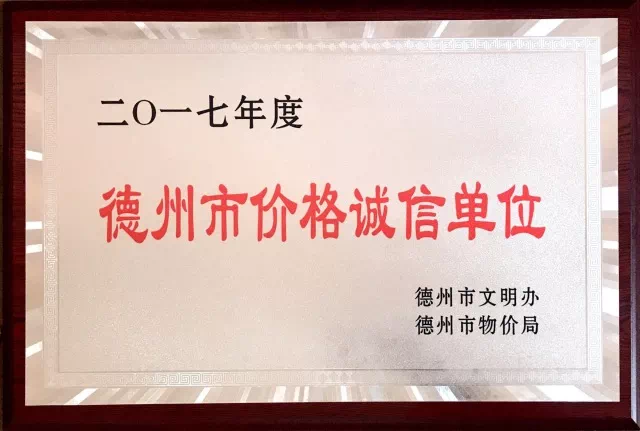 二〇一七年度
德州市价格诚信单位
德州市文明办
德州市物价局